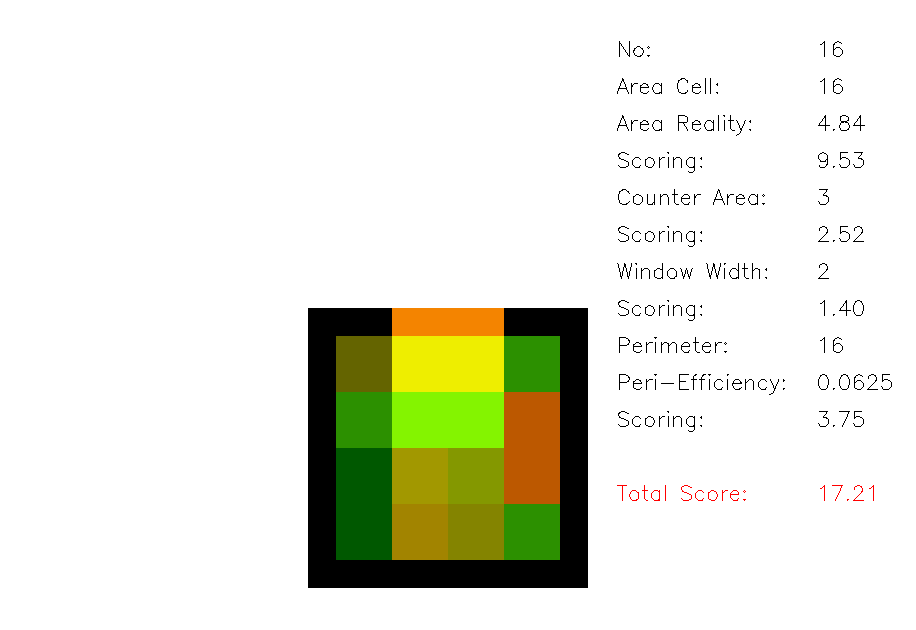 No: 16
Area Cell: 16
Area Reality: 4.84
Scoring: 9.53
Counter Area: 3
Scoring: 2.52
Window Width: 2
Scoring: 1.40
Perimeter: 16
Peri-Efficiency: 0.0625
Scoring: 3.75
Total Score: 17.21